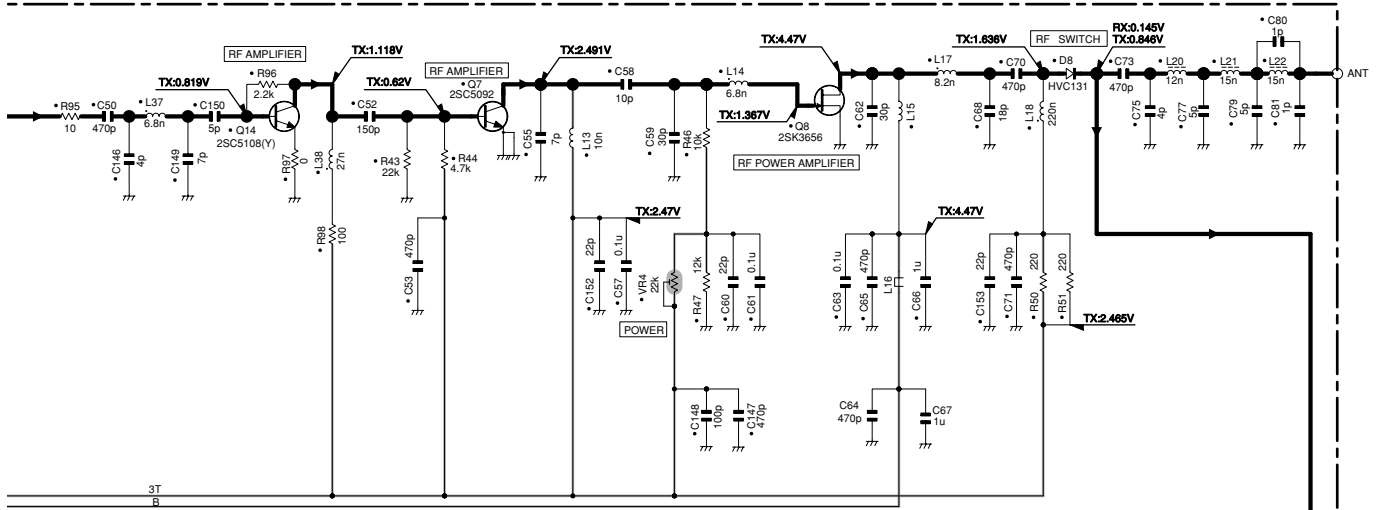 RF AMPLIFIER
TX:1.118V
TX:2.491V
TX:4.47V
TX:1.636V
RF SWITCH
RX:0.145V
TX:0.846V
• C80
1p
• R96
2.2k
TX:0.819V
TX:0.62V
RF AMPLIFIER
• Q7
2SC5092
• C58
10p
• L14
6.8n
• L17
8.2n
• C70
470p
• D8
HVC131
• C73
470p
• L20
12n
• L21
15n
• L22
15n
ANT
• R95
10
• C50
470p
• L37
6.8n
• C150
5p
• Q14
2SC5108(Y)
• C52
150p
TX:1.367V
Q8
2SK3656
RF POWER AMPLIFIER
• C146
4p
• C149
7p
• R97
0
• L38
27n
• R43
22k
• R44
4.7k
• C55
7p
• L13
10n
• C59
30p
• R46
10k
• C62
30p
• L15
• C68
18p
• L18
220n
• C75
4p
• C77
5p
• C79
5p
• C81
1p
• R98
100
• C53
470p
TX:2.47V
• C152
22p
• C57
0.1u
• VR4
22k
POWER
• R47
12k
• C60
22p
• C61
0.1u
TX:4.47V
• C63
0.1u
• C65
470p
L16
• C66
1u
• C153
22p
• C71
470p
• R50
220
• R51
220
TX:2.465V
• C148
100p
• C147
470p
C64
470p
C67
1u
3T
B